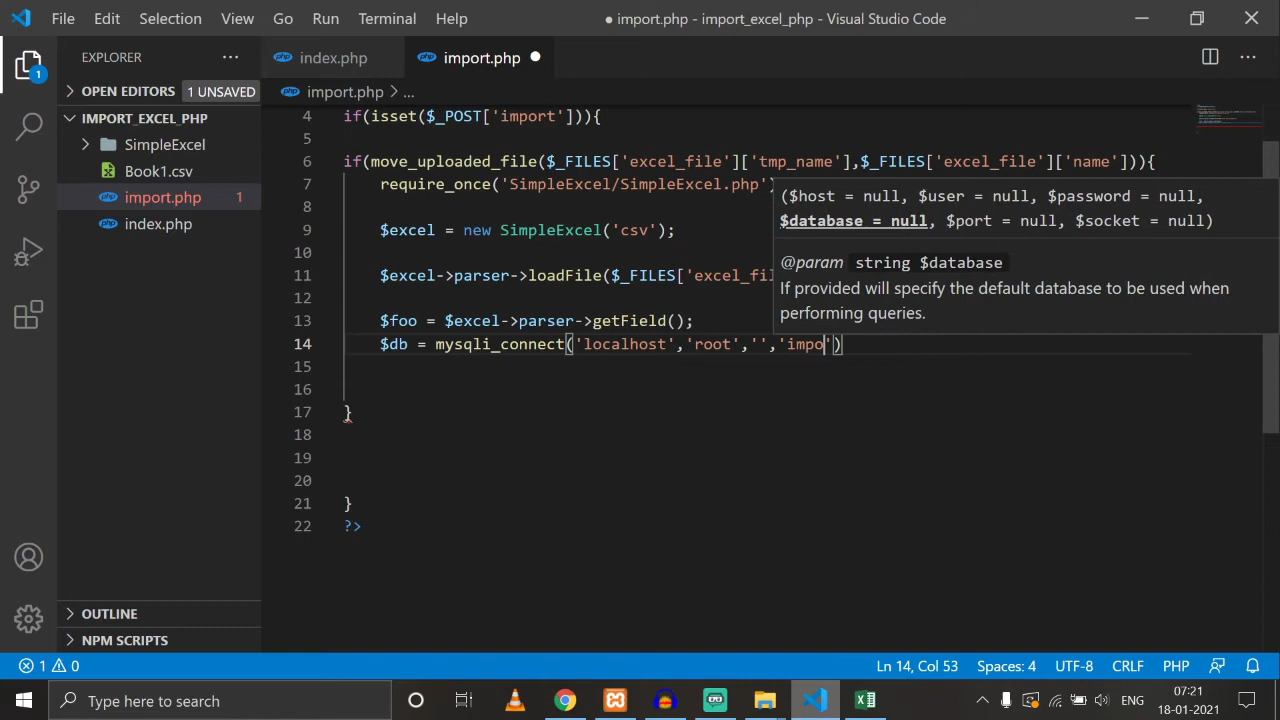 File Edit Selection View Go Run Terminal Help ● import.php - import_excel_php - Visual Studio Code
EXPLORER ··· php index.php php import.php ●
1
OPEN EDITORS 1 UNSAVED php import.php > ...
IMPORT_EXCEL_PHP
SimpleExcel
Book1.csv
php import.php 1
php index.php
4 if(isset($_POST['import'])){
5
6 if(move_uploaded_file($_FILES['excel_file']['tmp_name'],$_FILES['excel_file']['name'])){
7 require_once('SimpleExcel/SimpleExcel.php')
8
9 $excel = new SimpleExcel('csv');
10
11 $excel->parser->loadFile($_FILES['excel_fil
12
13 $foo = $excel->parser->getField();
14 $db = mysqli_connect('localhost','root','','impo')
15
16
17 }
18
19
20
21 }
22 ?>
($host = null, $user = null, $password = null,
$database = null, $port = null, $socket = null)
@param string $database
If provided will specify the default database to be used when
performing queries.
OUTLINE
NPM SCRIPTS
1 0 Ln 14, Col 53 Spaces: 4 UTF-8 CRLF PHP
Type here to search ENG 07:21
18-01-2021